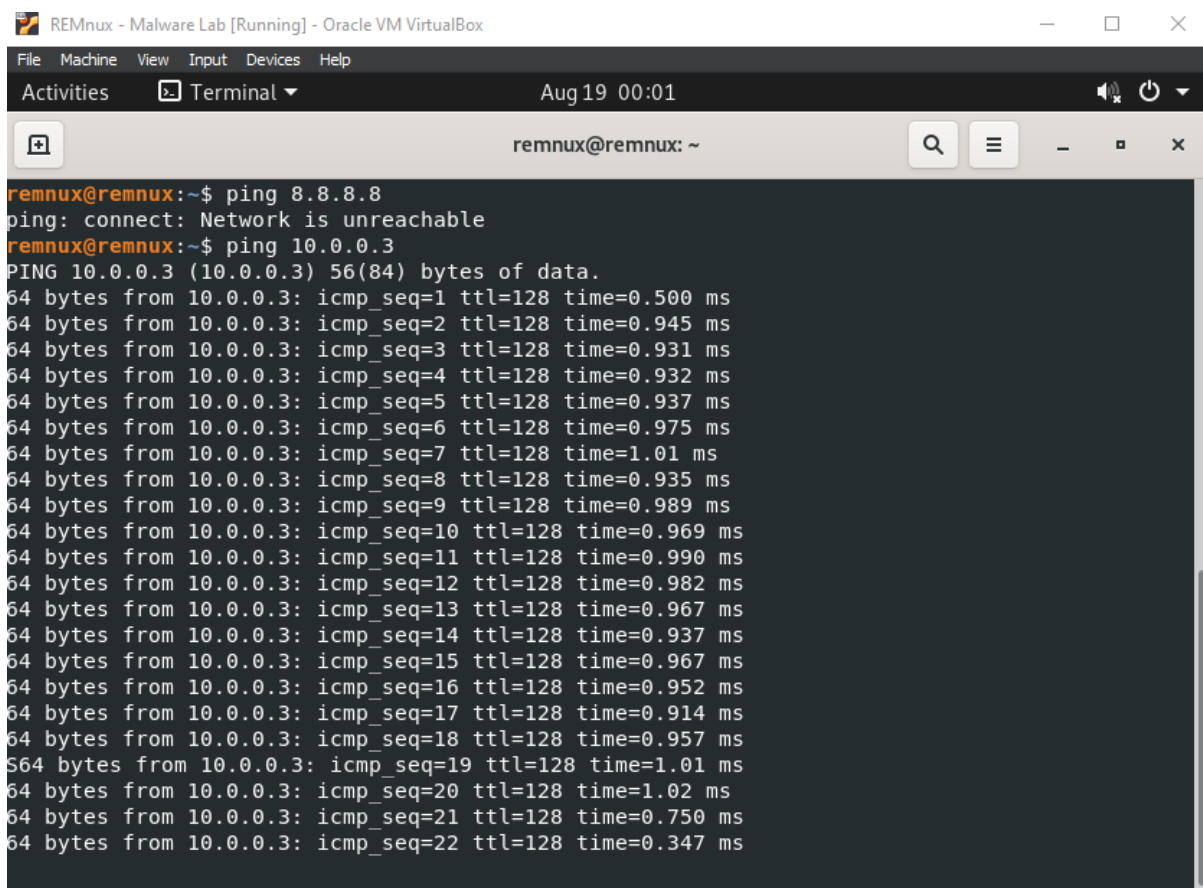 REMnux - Malware Lab [Running] - Oracle VM VirtualBox
File Machine View Input Devices Help
Activities Terminal Aug 19 00:01
remnux@remnux: ~
remnux@remnux:~$ ping 8.8.8.8
ping: connect: Network is unreachable
remnux@remnux:~$ ping 10.0.0.3
PING 10.0.0.3 (10.0.0.3) 56(84) bytes of data.
64 bytes from 10.0.0.3: icmp_seq=1 ttl=128 time=0.500 ms
64 bytes from 10.0.0.3: icmp_seq=2 ttl=128 time=0.945 ms
64 bytes from 10.0.0.3: icmp_seq=3 ttl=128 time=0.931 ms
64 bytes from 10.0.0.3: icmp_seq=4 ttl=128 time=0.932 ms
64 bytes from 10.0.0.3: icmp_seq=5 ttl=128 time=0.937 ms
64 bytes from 10.0.0.3: icmp_seq=6 ttl=128 time=0.975 ms
64 bytes from 10.0.0.3: icmp_seq=7 ttl=128 time=1.01 ms
64 bytes from 10.0.0.3: icmp_seq=8 ttl=128 time=0.935 ms
64 bytes from 10.0.0.3: icmp_seq=9 ttl=128 time=0.989 ms
64 bytes from 10.0.0.3: icmp_seq=10 ttl=128 time=0.969 ms
64 bytes from 10.0.0.3: icmp_seq=11 ttl=128 time=0.990 ms
64 bytes from 10.0.0.3: icmp_seq=12 ttl=128 time=0.982 ms
64 bytes from 10.0.0.3: icmp_seq=13 ttl=128 time=0.967 ms
64 bytes from 10.0.0.3: icmp_seq=14 ttl=128 time=0.937 ms
64 bytes from 10.0.0.3: icmp_seq=15 ttl=128 time=0.967 ms
64 bytes from 10.0.0.3: icmp_seq=16 ttl=128 time=0.952 ms
64 bytes from 10.0.0.3: icmp_seq=17 ttl=128 time=0.914 ms
64 bytes from 10.0.0.3: icmp_seq=18 ttl=128 time=0.957 ms
S64 bytes from 10.0.0.3: icmp_seq=19 ttl=128 time=1.01 ms
64 bytes from 10.0.0.3: icmp_seq=20 ttl=128 time=1.02 ms
64 bytes from 10.0.0.3: icmp_seq=21 ttl=128 time=0.750 ms
64 bytes from 10.0.0.3: icmp_seq=22 ttl=128 time=0.347 ms